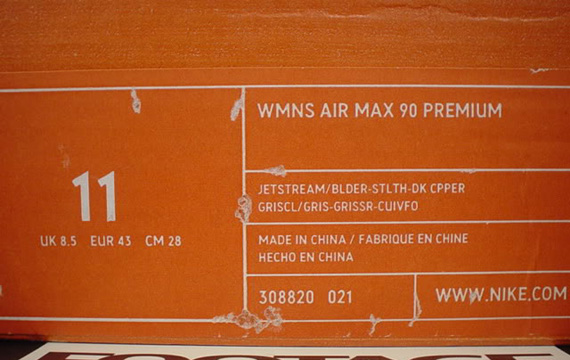 WMNS AIR MAX 90 PREMIUM
11
UK 8.5 EUR 43 CM 28
JETSTREAM/BLDER-STLTH-DK CPPER
GRISCL/GRIS-GRISSR-CUIVFO
MADE IN CHINA / FABRIQUE EN CHINE
HECHO EN CHINA
308820 021
WWW.NIKE.COM